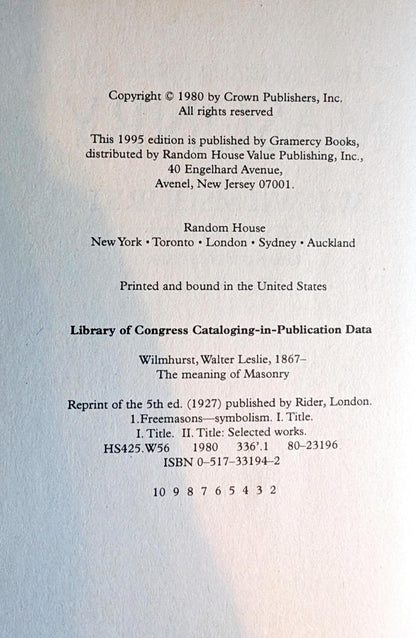 Copyright © 1980 by Crown Publishers, Inc.
All rights reserved
This 1995 edition is published by Gramercy Books,
distributed by Random House Value Publishing, Inc.,
40 Engelhard Avenue,
Avenel, New Jersey 07001.
Random House
New York • Toronto • London • Sydney • Auckland
Printed and bound in the United States
Library of Congress Cataloging-in-Publication Data
Wilmhurst, Walter Leslie, 1867–
The meaning of Masonry
Reprint of the 5th ed. (1927) published by Rider, London.
1.Freemasons—symbolism. I. Title.
I. Title. II. Title: Selected works.
HS425.W56 1980 336'.1 80–23196
ISBN 0–517–33194–2
10 9 8 7 6 5 4 3 2